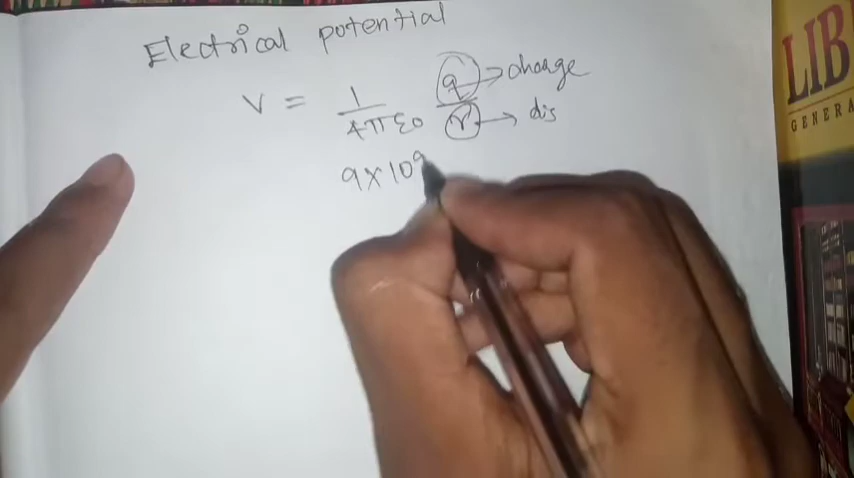 Electrical potential
V = 1/4πε0 q/r → charge
→ dis
9×10⁹
LIB
GENERA